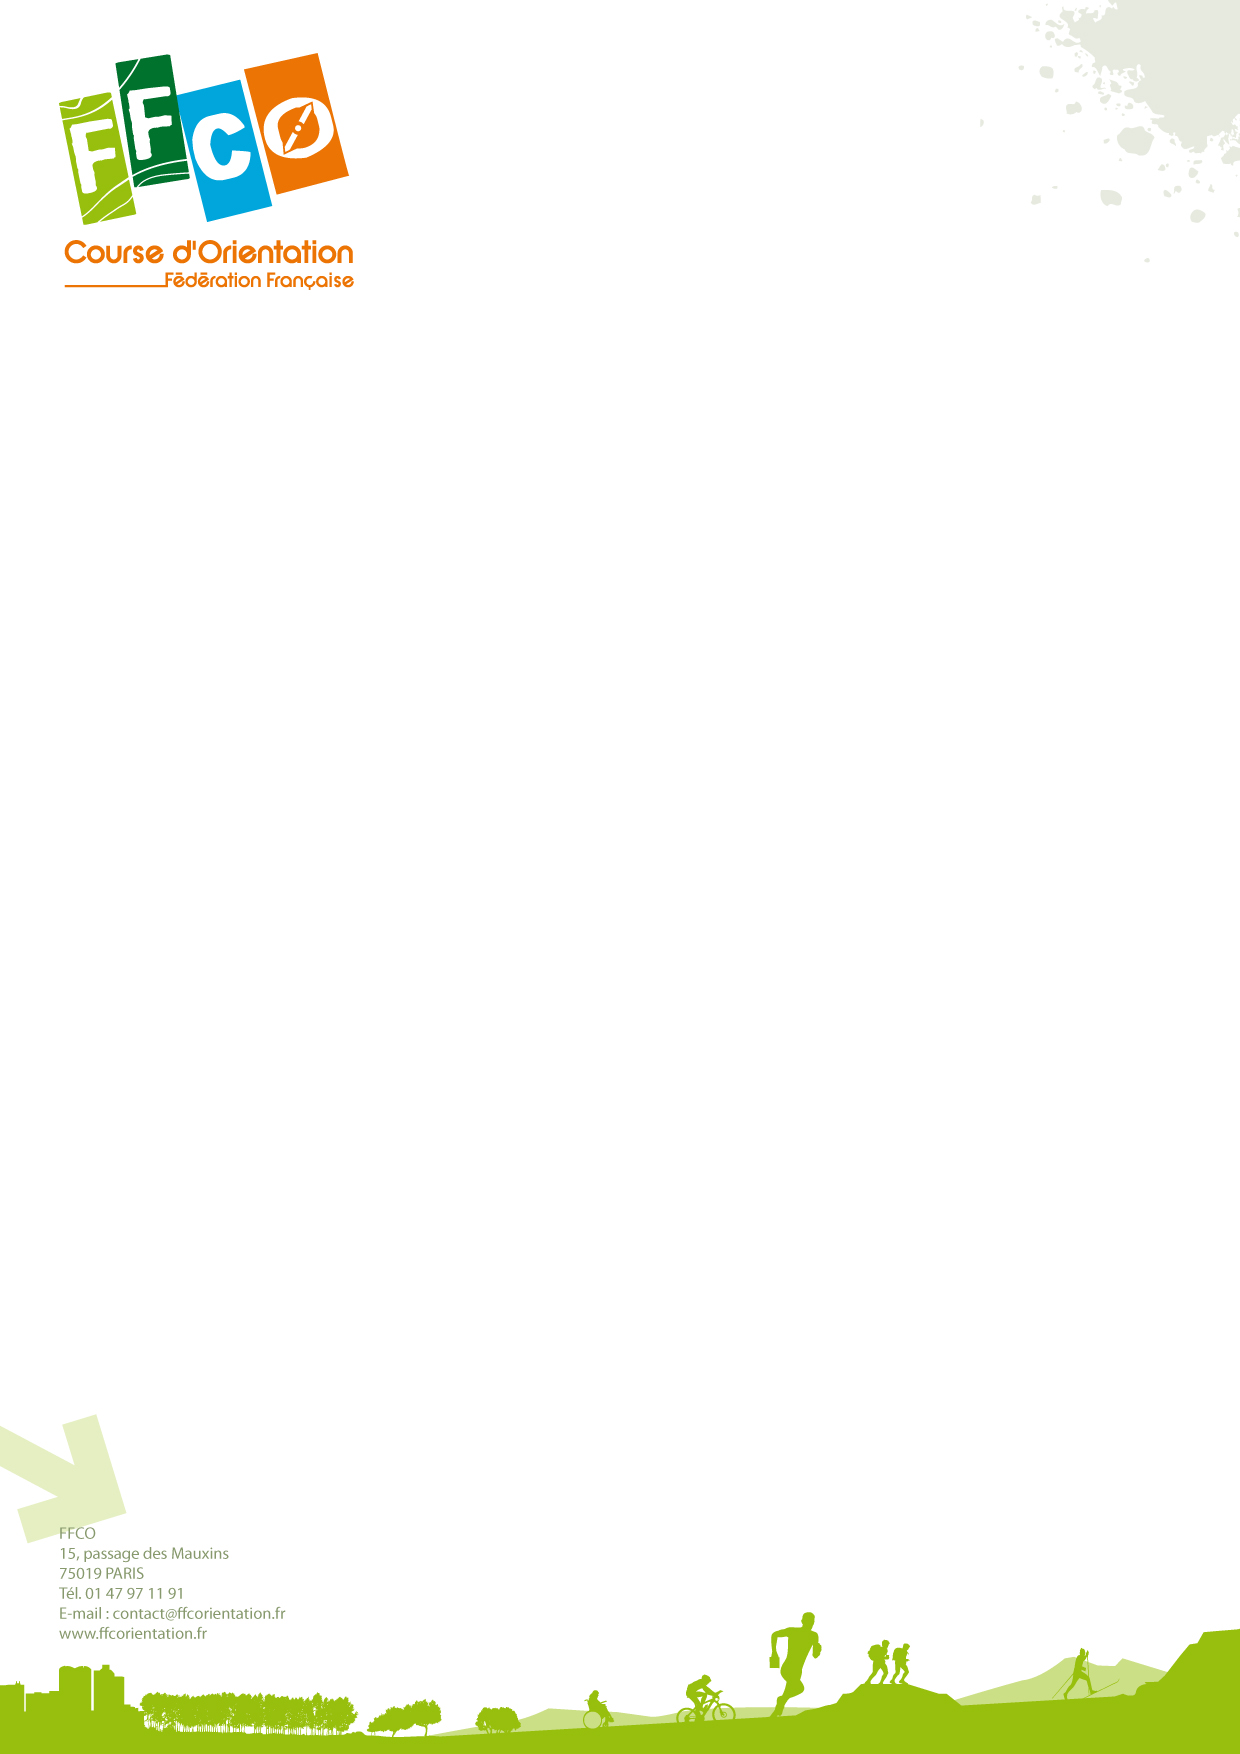 FFCO
Course d'Orientation
Fédération Française
FFCO
15, passage des Mauxins
75019 PARIS
Tél. 01 47 97 11 91
E-mail : contact@ffcorientation.fr
www.ffcorientation.fr